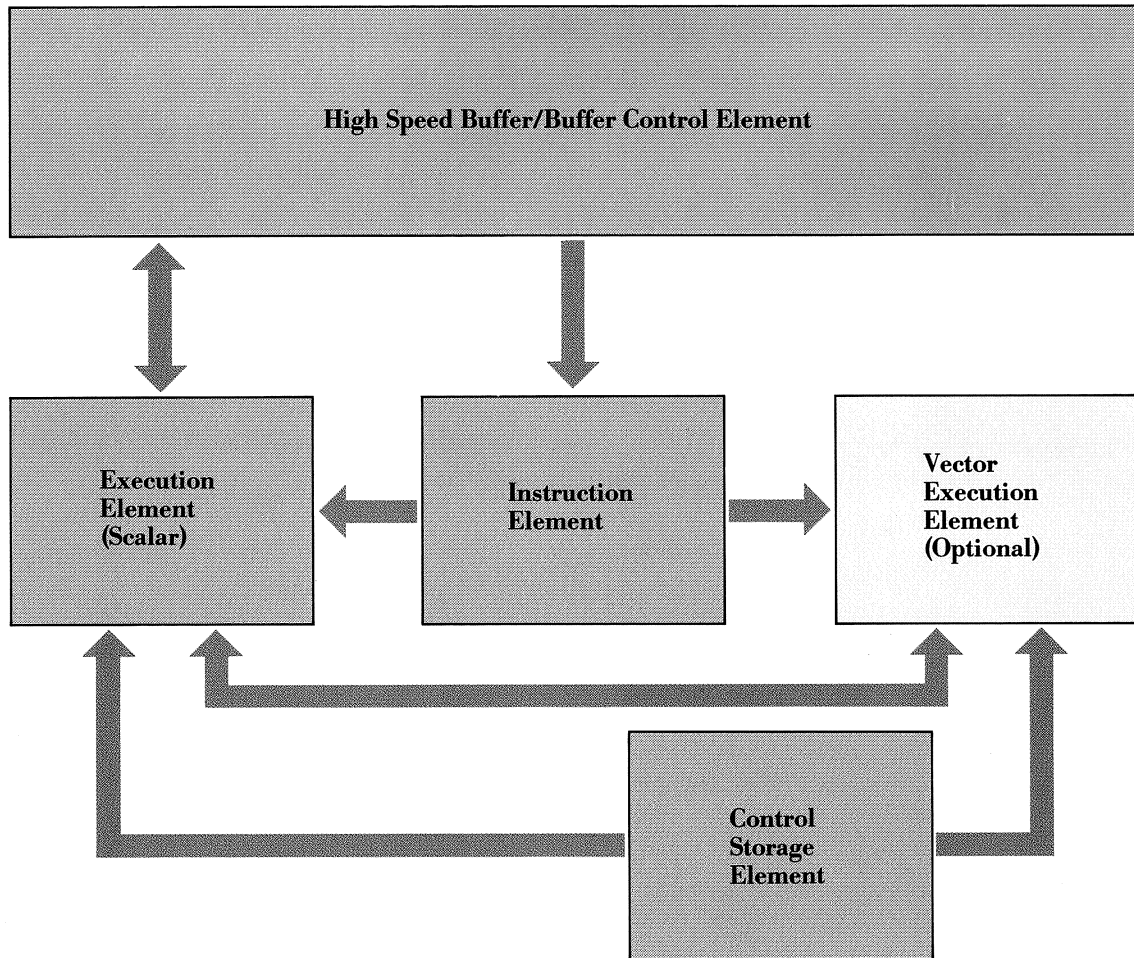 High Speed Buffer/Buffer Control Element
Execution
Element
(Scalar)
Instruction
Element
Vector
Execution
Element
(Optional)
Control
Storage
Element